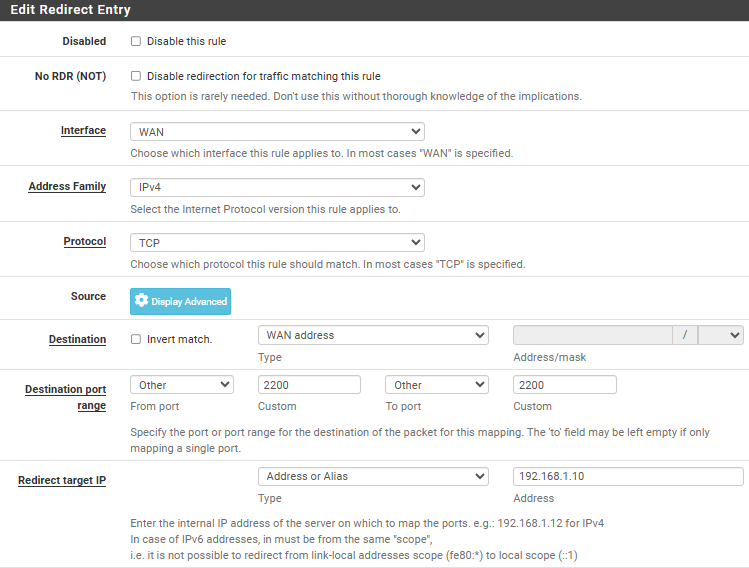 Edit Redirect Entry
Disabled Disable this rule
No RDR (NOT) Disable redirection for traffic matching this rule
This option is rarely needed. Don't use this without thorough knowledge of the implications.
Interface WAN
Choose which interface this rule applies to. In most cases "WAN" is specified.
Address Family IPv4
Select the Internet Protocol version this rule applies to.
Protocol TCP
Choose which protocol this rule should match. In most cases "TCP" is specified.
Source Display Advanced
Destination Invert match. WAN address /
Type Address/mask
Destination port range Other 2200 Other 2200
From port Custom To port Custom
Specify the port or port range for the destination of the packet for this mapping. The 'to' field may be left empty if only
mapping a single port.
Redirect target IP Address or Alias 192.168.1.10
Type Address
Enter the internal IP address of the server on which to map the ports. e.g.: 192.168.1.12 for IPv4
In case of IPv6 addresses, in must be from the same "scope",
i.e. it is not possible to redirect from link-local addresses scope (fe80:*) to local scope (::1)